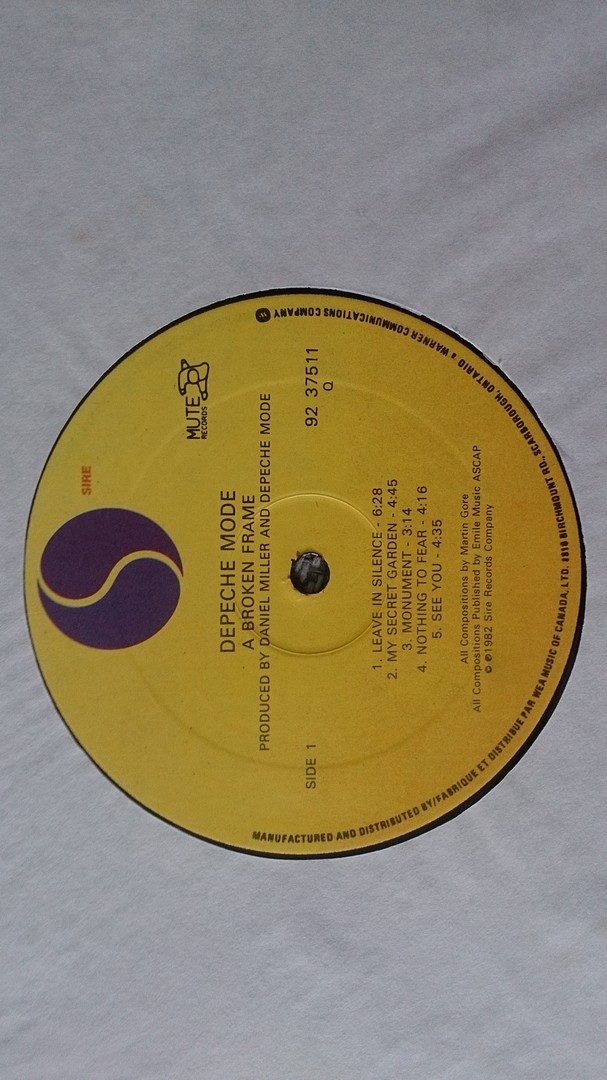 SIRE
MUTE
RECORDS
DEPECHE MODE
A BROKEN FRAME
PRODUCED BY DANIEL MILLER AND DEPECHE MODE
SIDE 1
92 37511
Q
1. LEAVE IN SILENCE - 6:28
2. MY SECRET GARDEN - 4:45
3. MONUMENT - 3:14
4. NOTHING TO FEAR - 4:16
5. SEE YOU - 4:35
All Compositions by Martin Gore
All Compositions Published by Emile Music ASCAP
© ℗1982 Sire Records Company
MANUFACTURED AND DISTRIBUTED BY/FABRIQUE ET DISTRIBUE PAR WEA MUSIC OF CANADA, LTD. 1810 BIRCHMOUNT RD., SCARBOROUGH, ONTARIO a WARNER COMMUNICATIONS COMPANY